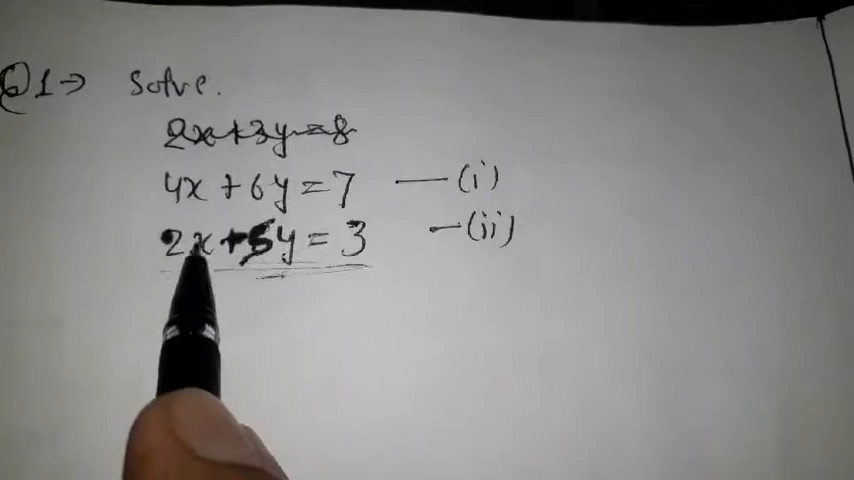 Q1→ Solve.
2x+3y=8
4x+6y=7 —(i)
2x+5y=3 —(ii)